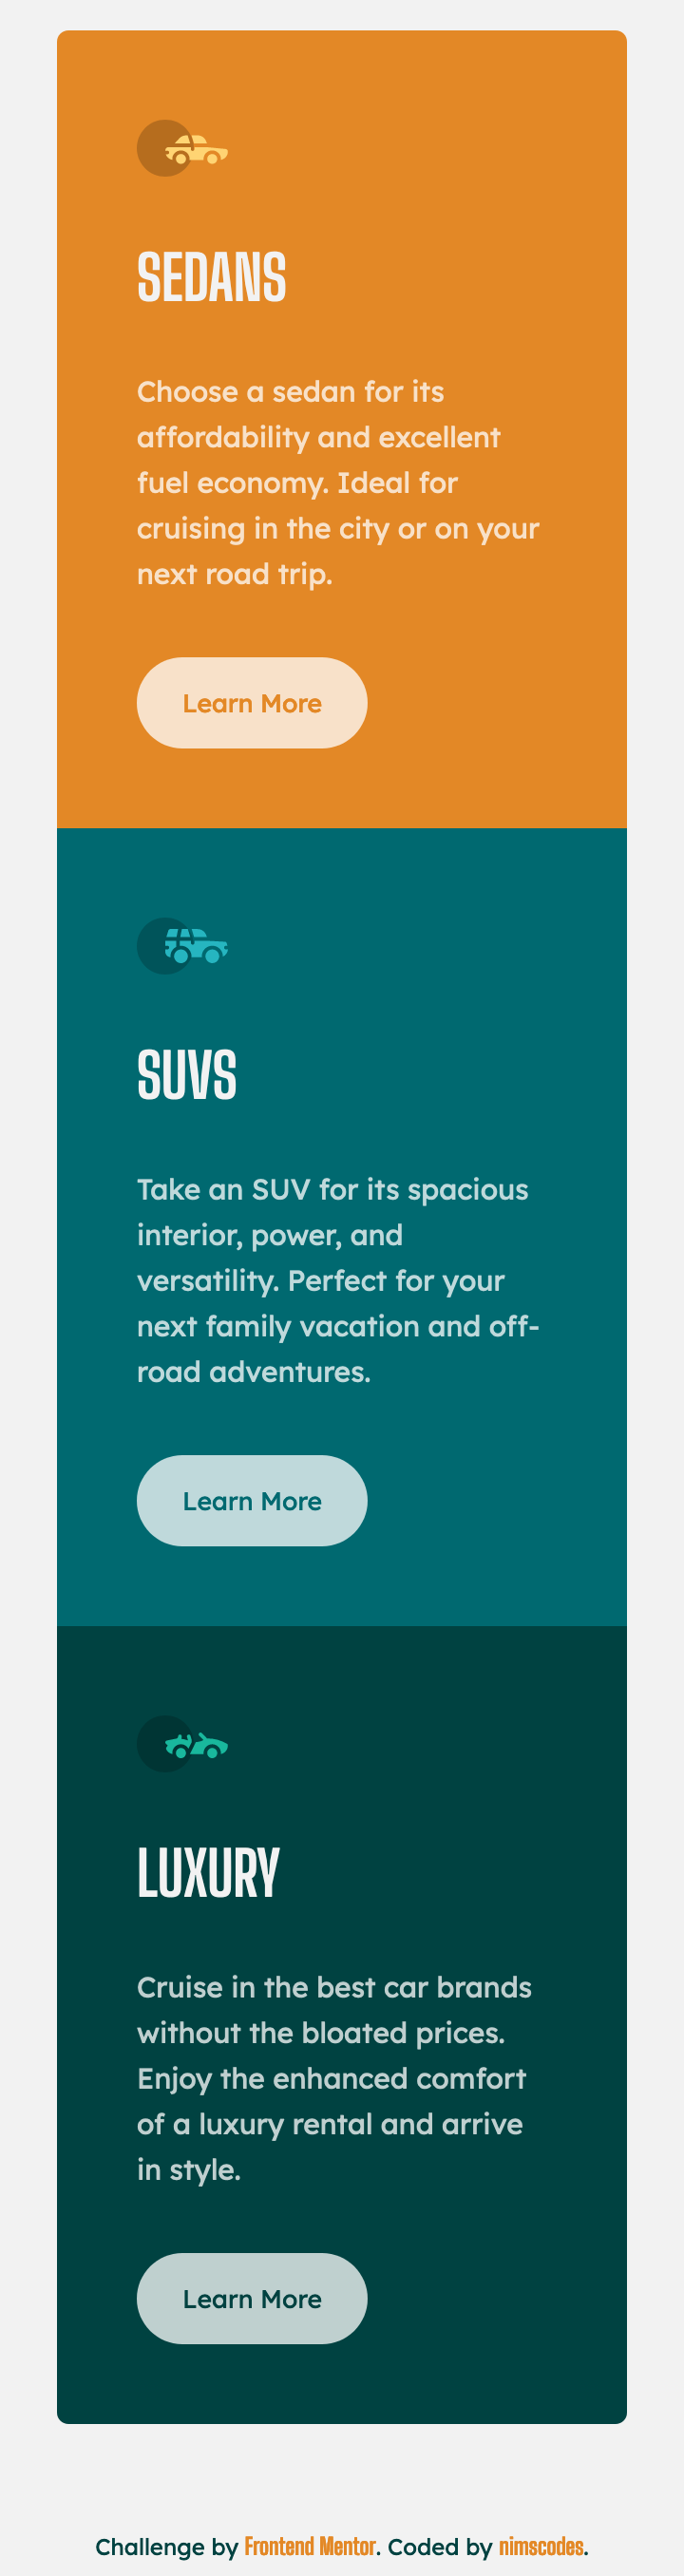 SEDANS
Choose a sedan for its
affordability and excellent
fuel economy. Ideal for
cruising in the city or on your
next road trip.
Learn More
SUVS
Take an SUV for its spacious
interior, power, and
versatility. Perfect for your
next family vacation and off-
road adventures.
Learn More
LUXURY
Cruise in the best car brands
without the bloated prices.
Enjoy the enhanced comfort
of a luxury rental and arrive
in style.
Learn More
Challenge by Frontend Mentor. Coded by nimscodes.